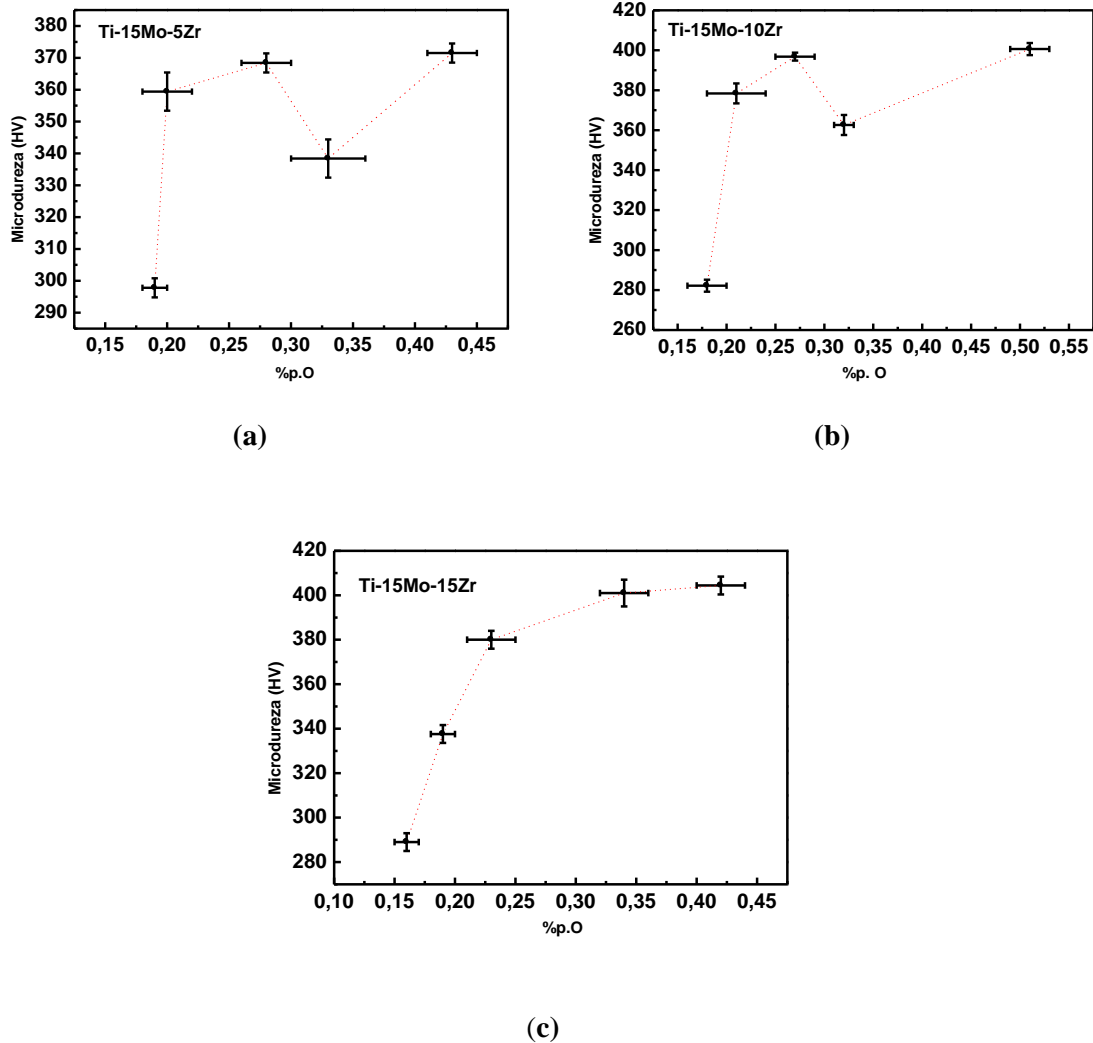 Ti-15Mo-5Zr
Microdureza (HV)
370
360
350
340
330
320
310
300
290
0,15 0,20 0,25 0,30 0,35 0,40 0,45
%p.O
(a)
Ti-15Mo-10Zr
Microdureza (HV)
420
400
380
360
340
320
300
280
260
0,15 0,20 0,25 0,30 0,35 0,40 0,45 0,50 0,55
%p. O
(b)
Ti-15Mo-15Zr
Microdureza (HV)
420
400
380
360
340
320
300
280
0,10 0,15 0,20 0,25 0,30 0,35 0,40 0,45
%p.O
(c)